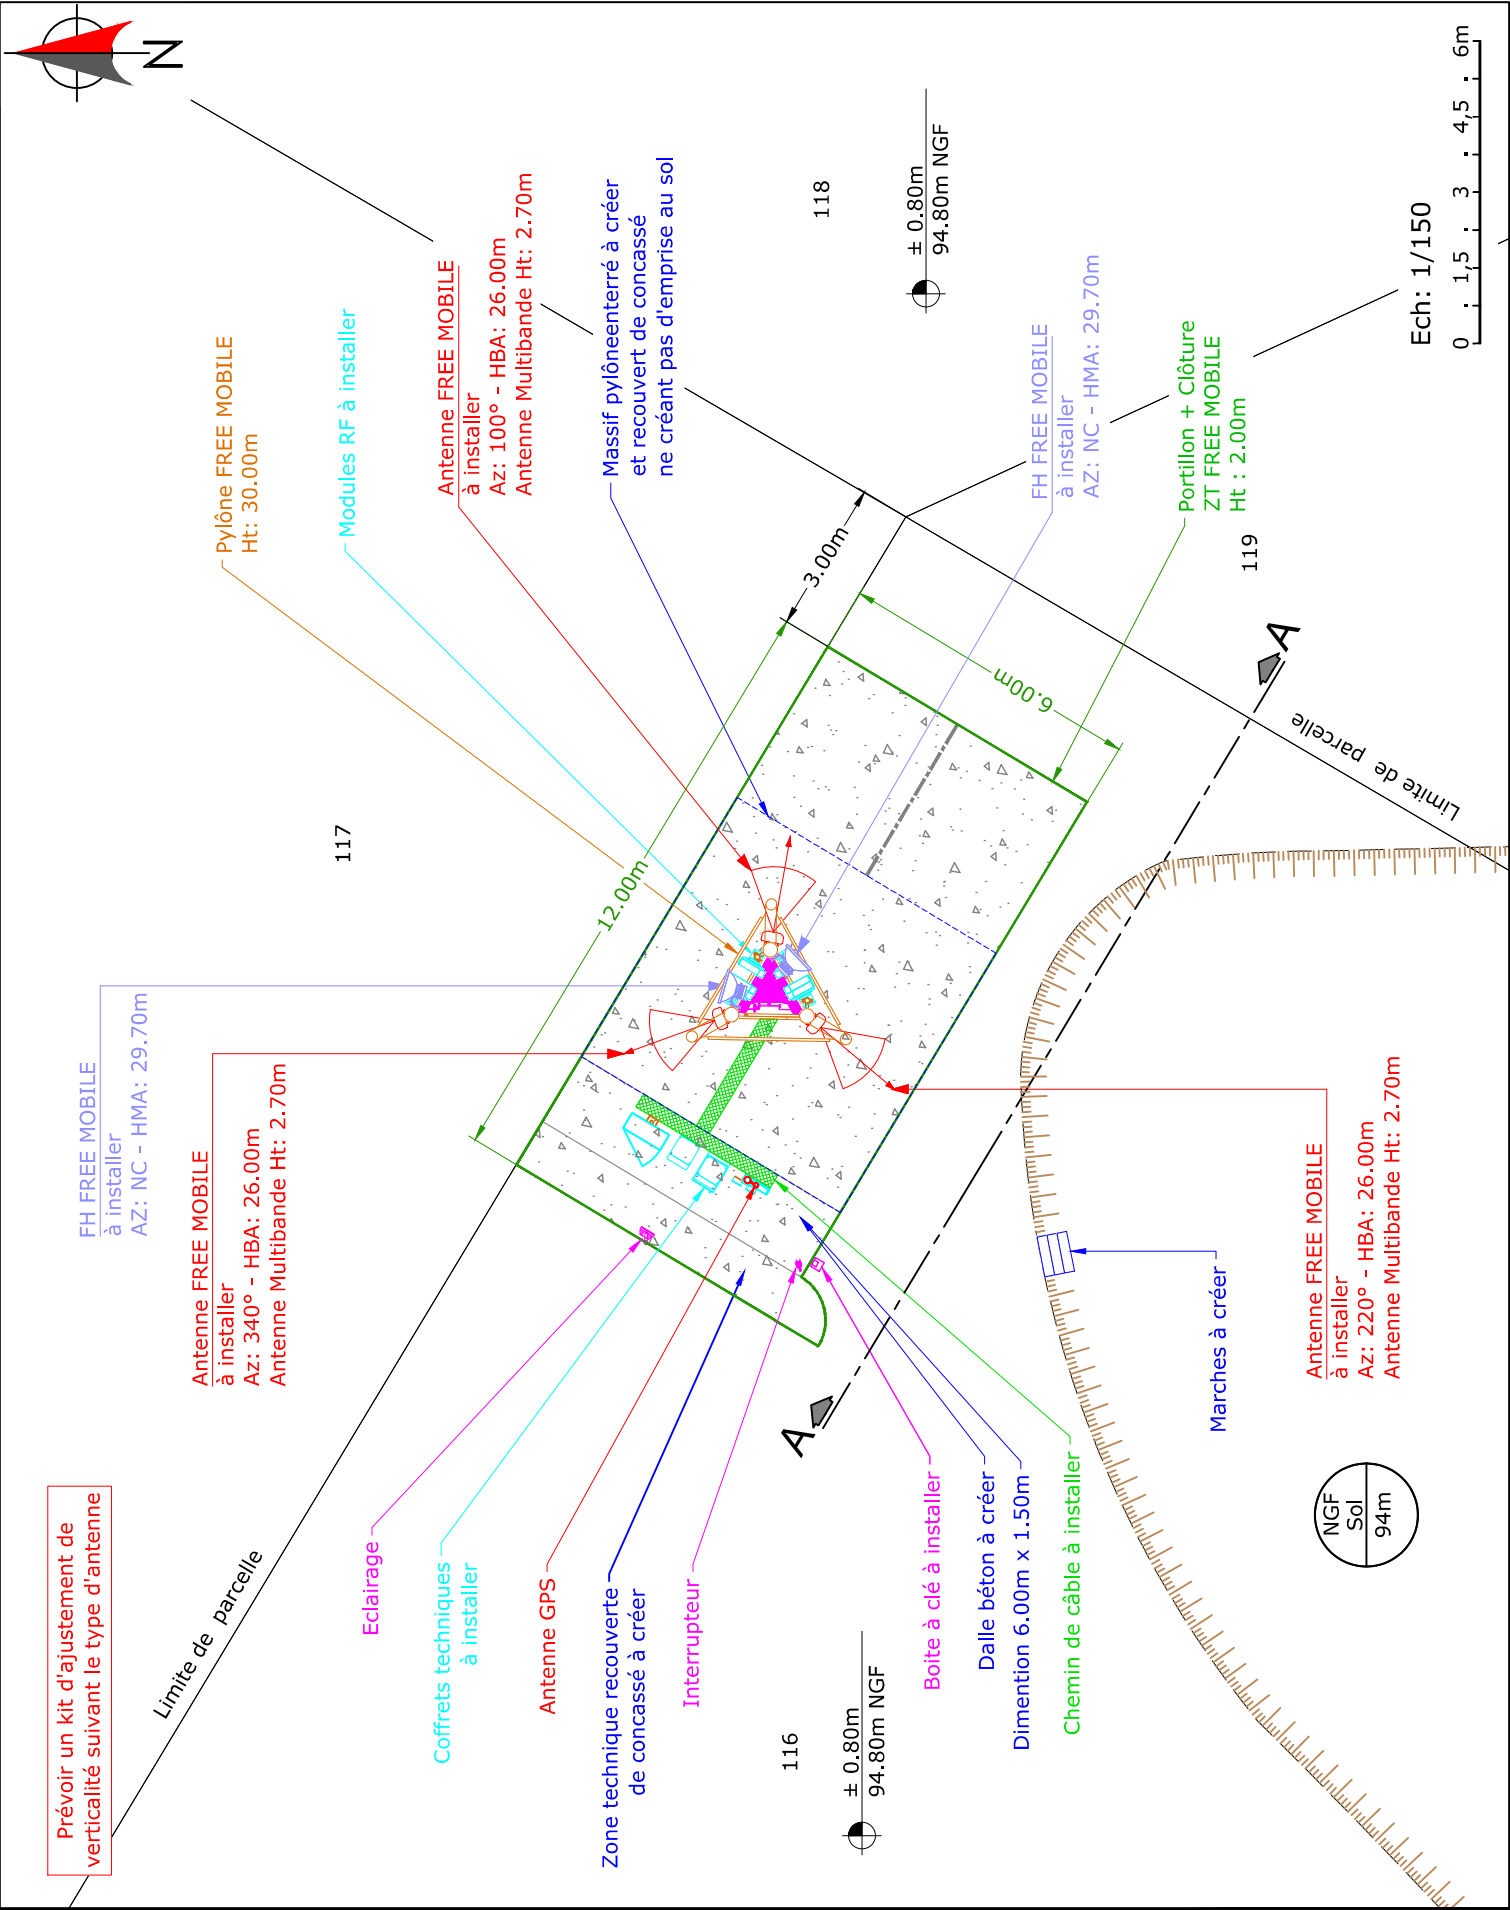 N
Prévoir un kit d'ajustement de
verticalité suivant le type d'antenne
Limite de parcelle
FH FREE MOBILE
à installer
AZ: NC - HMA: 29.70m
Antenne FREE MOBILE
à installer
Az: 340° - HBA: 26.00m
Antenne Multibande Ht: 2.70m
117
Pylône FREE MOBILE
Ht: 30.00m
Modules RF à installer
Antenne FREE MOBILE
à installer
Az: 100° - HBA: 26.00m
Antenne Multibande Ht: 2.70m
Massif pylônenterré à créer
et recouvert de concassé
ne créant pas d'emprise au sol
118
± 0.80m
94.80m NGF
12.00m
3.00m
6.00m
FH FREE MOBILE
à installer
AZ: NC - HMA: 29.70m
Portillon + Clôture
ZT FREE MOBILE
Ht : 2.00m
119
A
Limite de parcelle
Eclairage
Coffrets techniques
à installer
Antenne GPS
Zone technique recouverte
de concassé à créer
Interrupteur
116
± 0.80m
94.80m NGF
A
Boite à clé à installer
Dalle béton à créer
Dimention 6.00m x 1.50m
Chemin de câble à installer
Marches à créer
Antenne FREE MOBILE
à installer
Az: 220° - HBA: 26.00m
Antenne Multibande Ht: 2.70m
NGF
Sol
94m
Ech: 1/150
0 1,5 3 4,5 6m